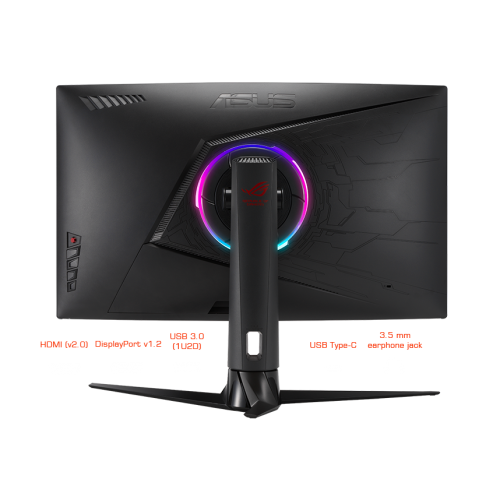 ASUS
USB 3.0
3.5 mm
HDMI (v2.0)
DisplayPort v1.2
(1U2D)
USB Type-C
earphone jack